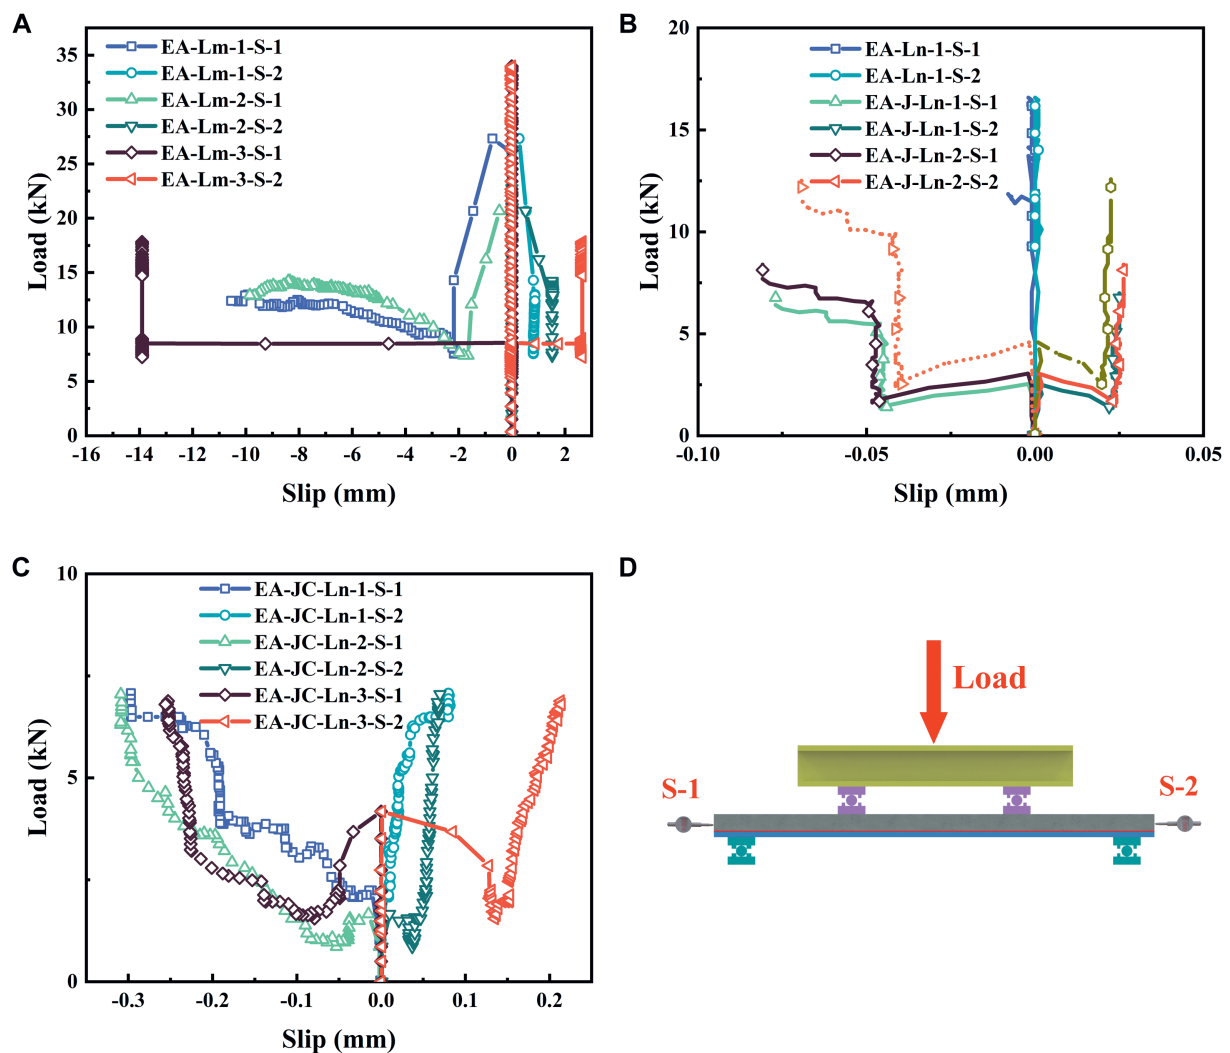 A
EA-Lm-1-S-1
EA-Lm-1-S-2
EA-Lm-2-S-1
EA-Lm-2-S-2
EA-Lm-3-S-1
EA-Lm-3-S-2
Load (kN)
35
30
25
20
15
10
5
0
-16 -14 -12 -10 -8 -6 -4 -2 0 2
Slip (mm)
B
EA-Ln-1-S-1
EA-Ln-1-S-2
EA-J-Ln-1-S-1
EA-J-Ln-1-S-2
EA-J-Ln-2-S-1
EA-J-Ln-2-S-2
Load (kN)
20
15
10
5
0
-0.10 -0.05 0.00 0.05
Slip (mm)
C
EA-JC-Ln-1-S-1
EA-JC-Ln-1-S-2
EA-JC-Ln-2-S-1
EA-JC-Ln-2-S-2
EA-JC-Ln-3-S-1
EA-JC-Ln-3-S-2
Load (kN)
10
5
0
-0.3 -0.2 -0.1 0.0 0.1 0.2
Slip (mm)
D
Load
S-1
S-2